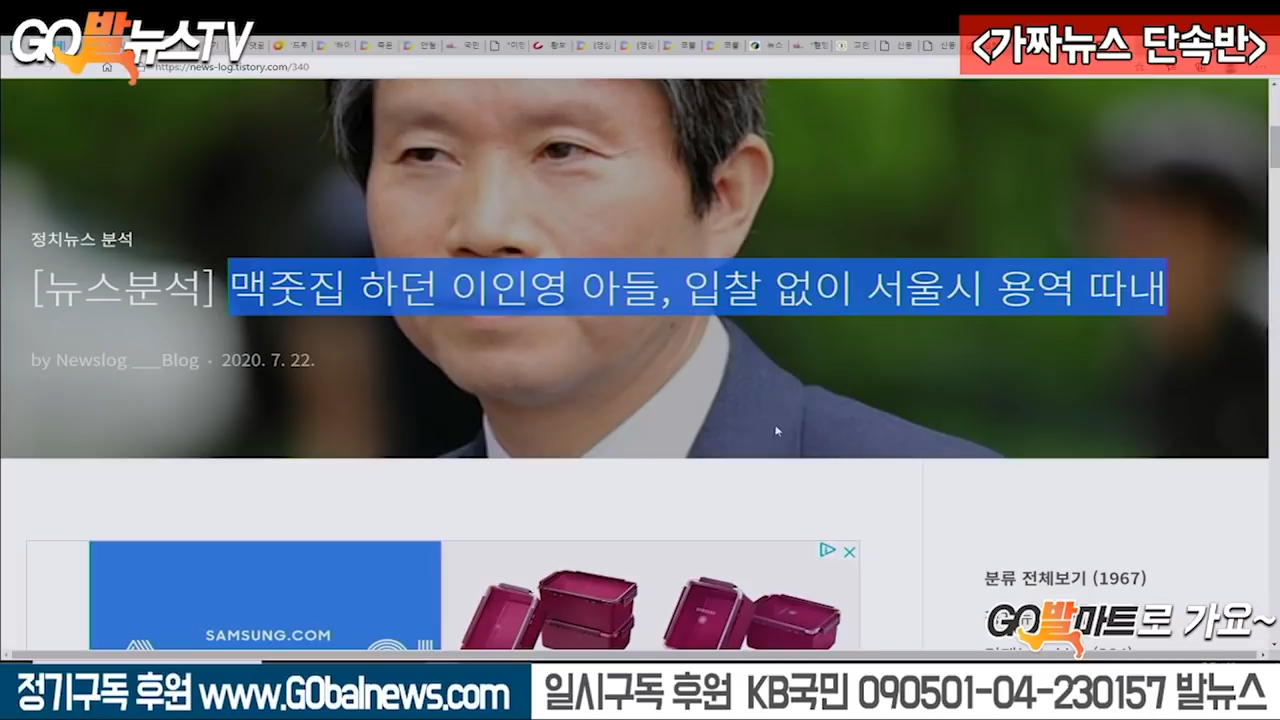 GO발뉴스TV
<가짜뉴스 단속반>
https://news-log.tistory.com/340
정치뉴스 분석
[뉴스분석] 맥줏집 하던 이인영 아들, 입찰 없이 서울시 용역 따내
by Newslog ___Blog · 2020. 7. 22.
SAMSUNG.COM
분류 전체보기 (1967)
GO발마트로 가요~
정기구독 후원 www.GObalnews.com
일시구독 후원 KB국민 090501-04-230157 발뉴스